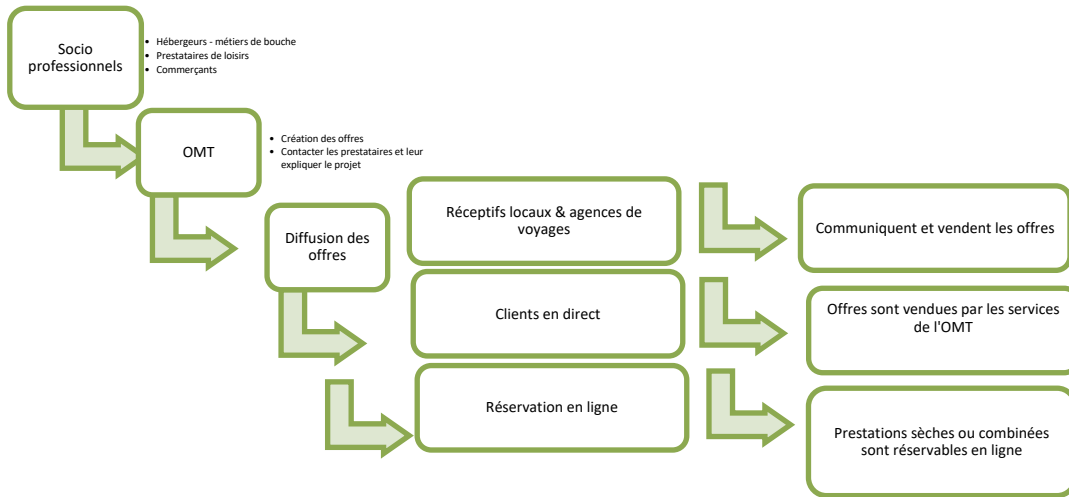 Socio
professionnels
• Hébergeurs - métiers de bouche
• Prestataires de loisirs
• Commerçants
OMT
• Création des offres
• Contacter les prestataires et leur
expliquer le projet
Diffusion des
offres
Réceptifs locaux & agences de
voyages
Communiquent et vendent les offres
Clients en direct
Offres sont vendues par les services
de l'OMT
Réservation en ligne
Prestations sèches ou combinées
sont réservables en ligne